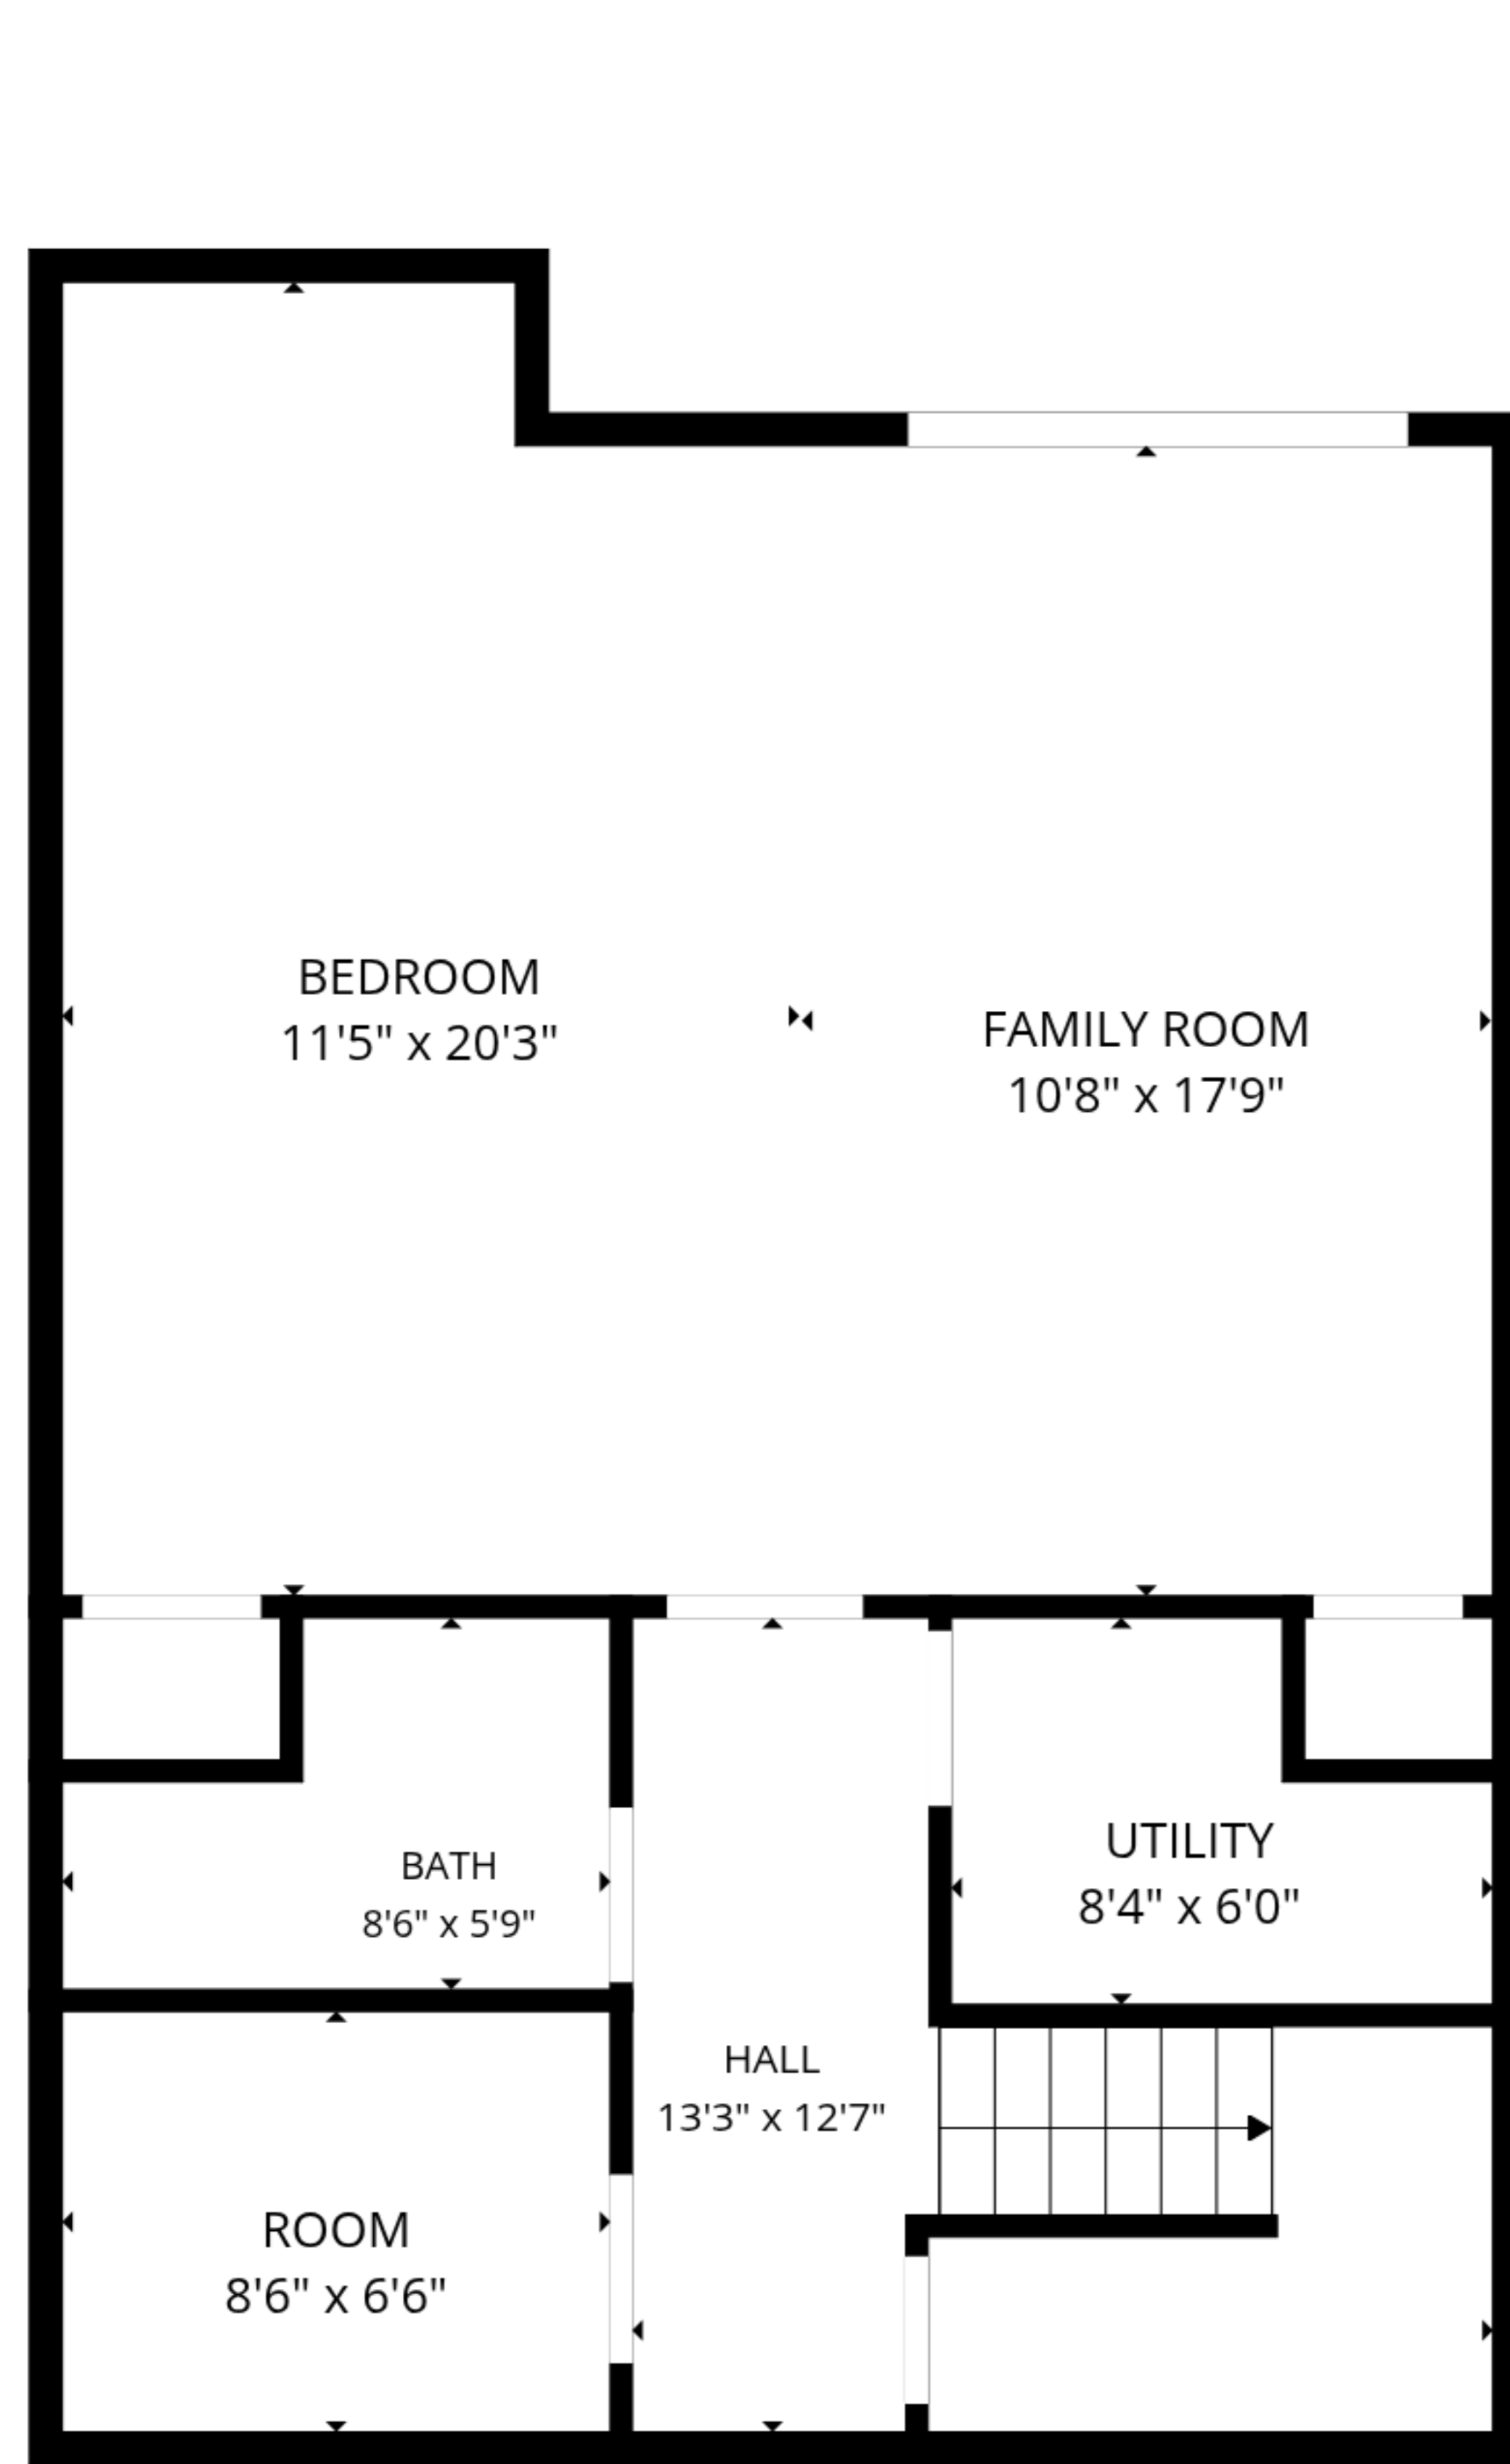 BEDROOM
11'5" x 20'3"
FAMILY ROOM
10'8" x 17'9"
BATH
8'6" x 5'9"
UTILITY
8'4" x 6'0"
HALL
13'3" x 12'7"
ROOM
8'6" x 6'6"